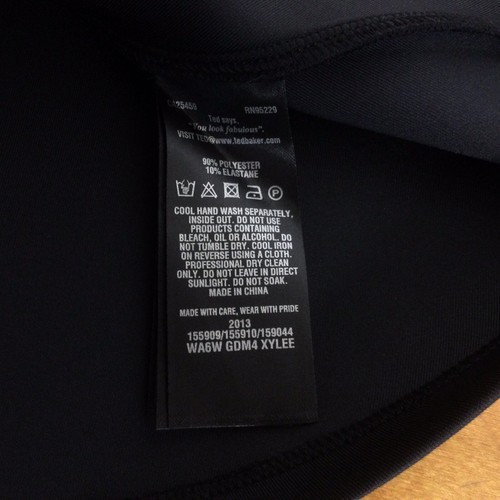 RN95229
Ted says,
"You look fabulous".
VISIT TED@WWW.TEDBAKER.COM
90% POLYESTER
10% ELASTANE
P
COOL HAND WASH SEPARATELY,
INSIDE OUT. DO NOT USE
PRODUCTS CONTAINING
BLEACH, OIL OR ALCOHOL. DO
NOT TUMBLE DRY. COOL IRON
ON REVERSE USING A CLOTH.
PROFESSIONAL DRY CLEAN
ONLY. DO NOT LEAVE IN DIRECT
SUNLIGHT. DO NOT SOAK.
MADE IN CHINA
MADE WITH CARE, WEAR WITH PRIDE
2013
155909/155910/159044
WA6W GDM4 XYLEE